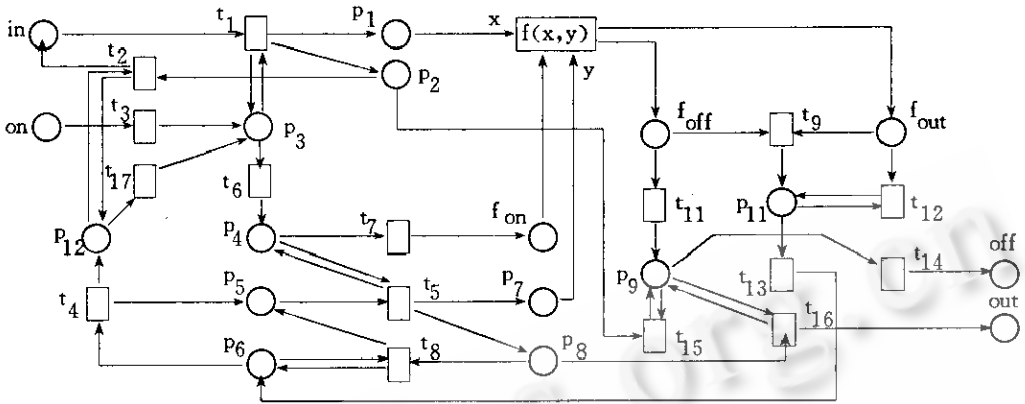 in
t1
p1
x
f(x,y)
t2
p2
y
on
t3
p3
foff
t9
fout
t17
t6
t11
p11
t12
p12
p4
t7
fon
off
p9
t13
t14
t4
p5
t5
p7
out
t16
p6
t8
p8
t15